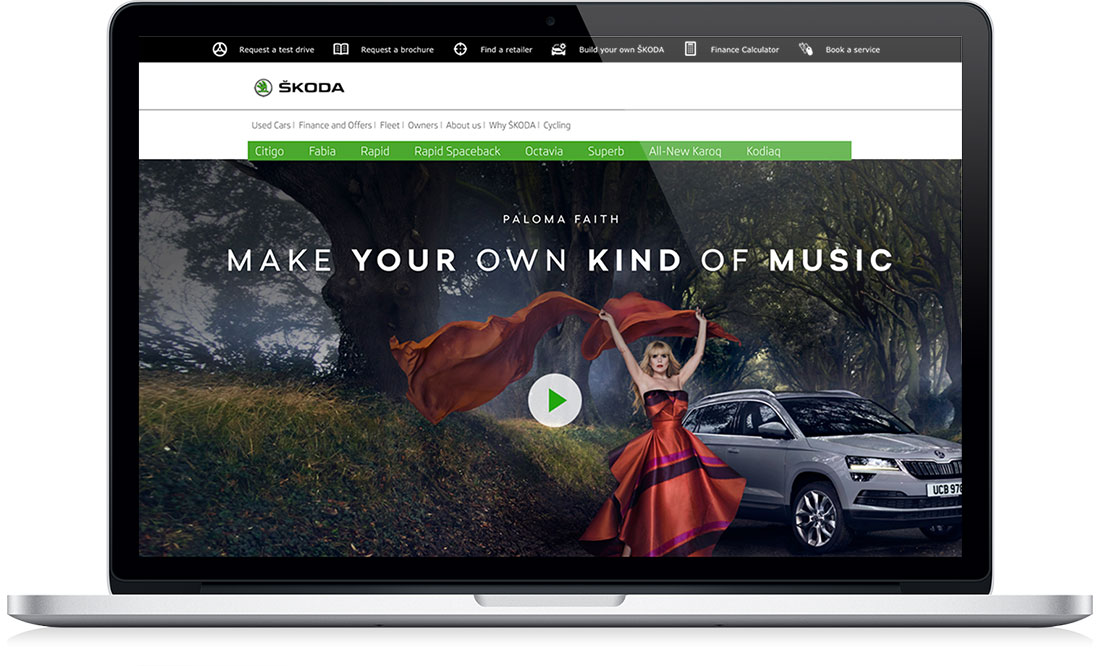 Request a test drive Request a brochure Find a retailer Build your own ŠKODA Finance Calculator Book a service
ŠKODA
Used Cars | Finance and Offers | Fleet | Owners | About us | Why ŠKODA | Cycling
Citigo Fabia Rapid Rapid Spaceback Octavia Superb All-New Karoq Kodiaq
PALOMA FAITH
MAKE YOUR OWN KIND OF MUSIC
UCB 978